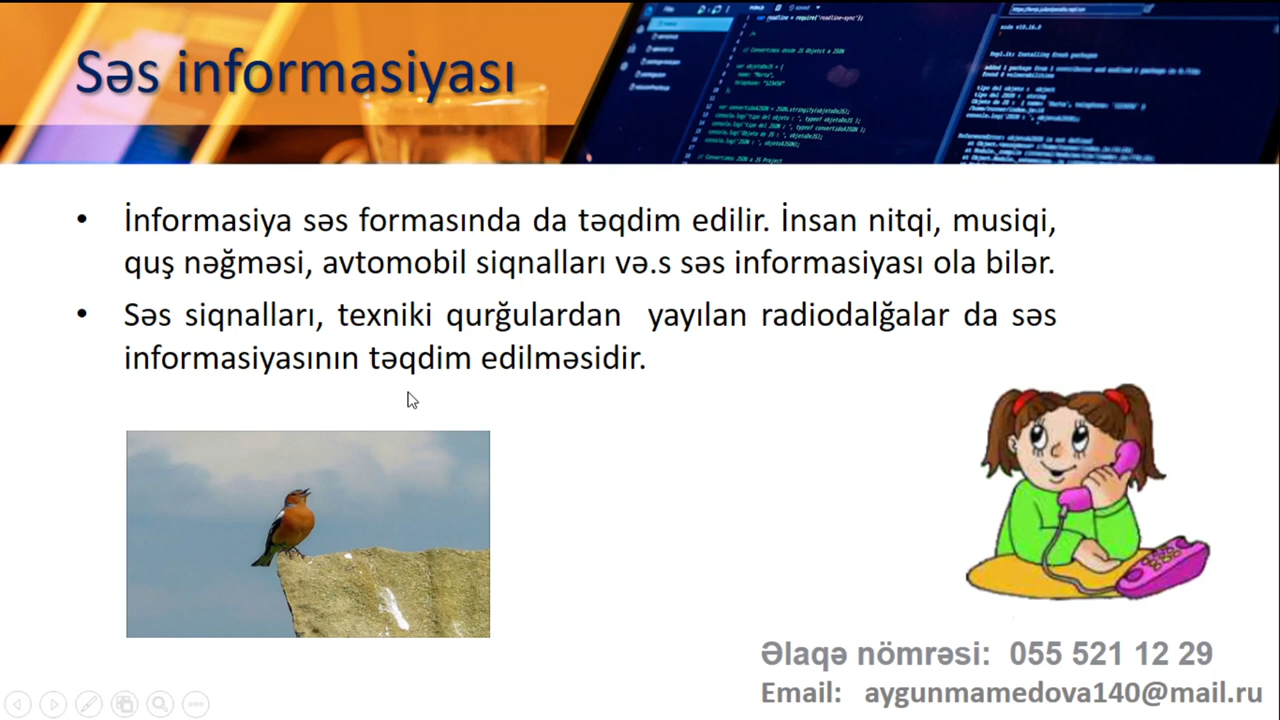 Səs informasiyası
İnformasiya səs formasında da təqdim edilir. İnsan nitqi, musiqi,
quş nəğməsi, avtomobil siqnalları və.s səs informasiyası ola bilər.
Səs siqnalları, texniki qurğulardan yayılan radiodalğalar da səs
informasiyasının təqdim edilməsidir.
Əlaqə nömrəsi: 055 521 12 29
Email: aygunmamedova140@mail.ru